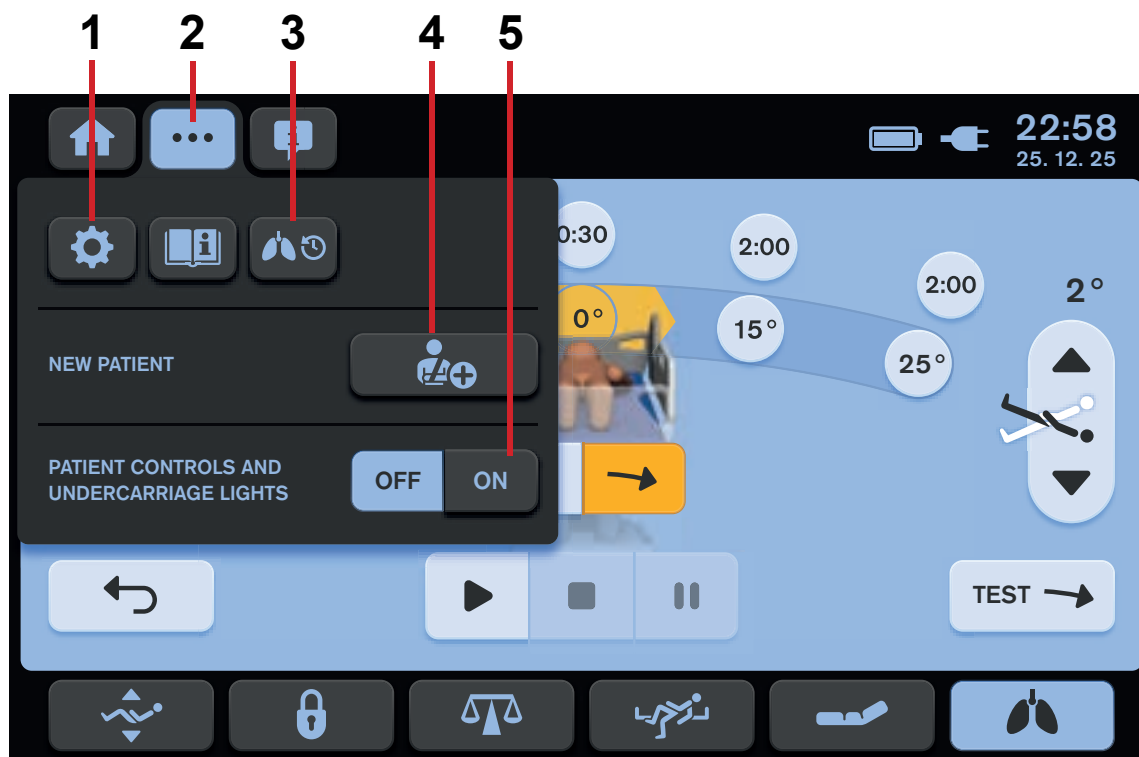 1 2 3 4 5
22:58
25. 12. 25
0:30
2:00
2:00
2°
0°
15°
25°
NEW PATIENT
PATIENT CONTROLS AND
UNDERCARRIAGE LIGHTS
OFF ON
TEST